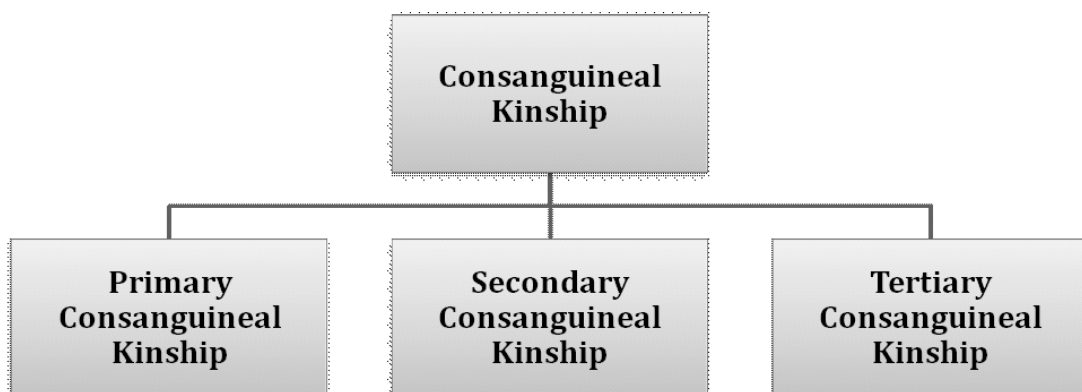 Consanguineal
Kinship
Primary
Consanguineal
Kinship
Secondary
Consanguineal
Kinship
Tertiary
Consanguineal
Kinship